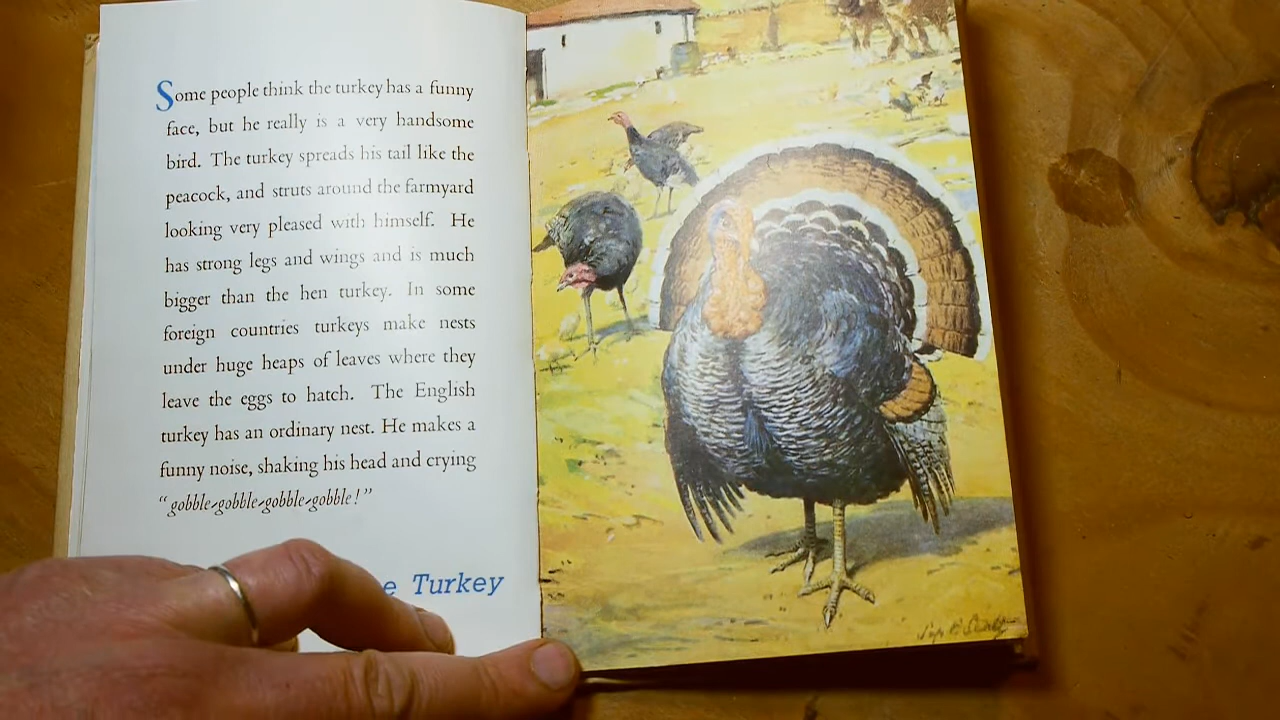 Some people think the turkey has a funny
face, but he really is a very handsome
bird. The turkey spreads his tail like the
peacock, and struts around the farmyard
looking very pleased with himself. He
has strong legs and wings and is much
bigger than the hen turkey. In some
foreign countries turkeys make nests
under huge heaps of leaves where they
leave the eggs to hatch. The English
turkey has an ordinary nest. He makes a
funny noise, shaking his head and crying
“gobble-gobble-gobble-gobble!”
e Turkey